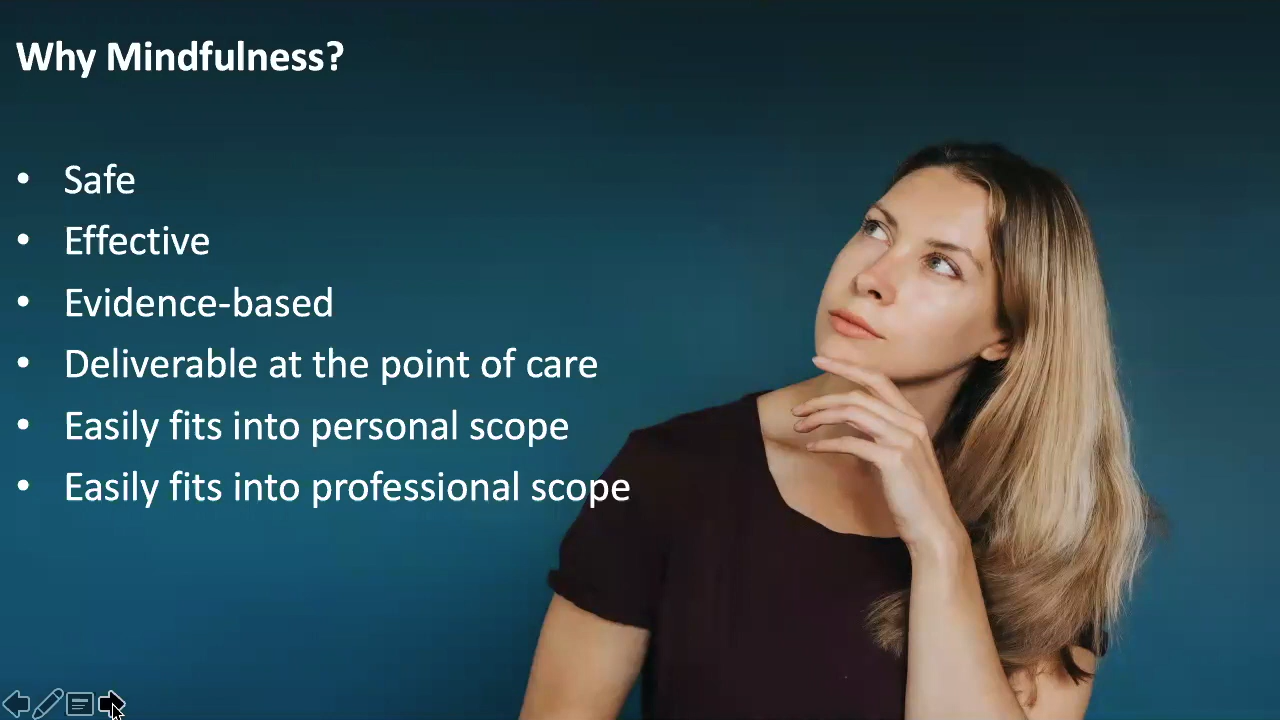 Why Mindfulness?
• Safe
• Effective
• Evidence-based
• Deliverable at the point of care
• Easily fits into personal scope
• Easily fits into professional scope